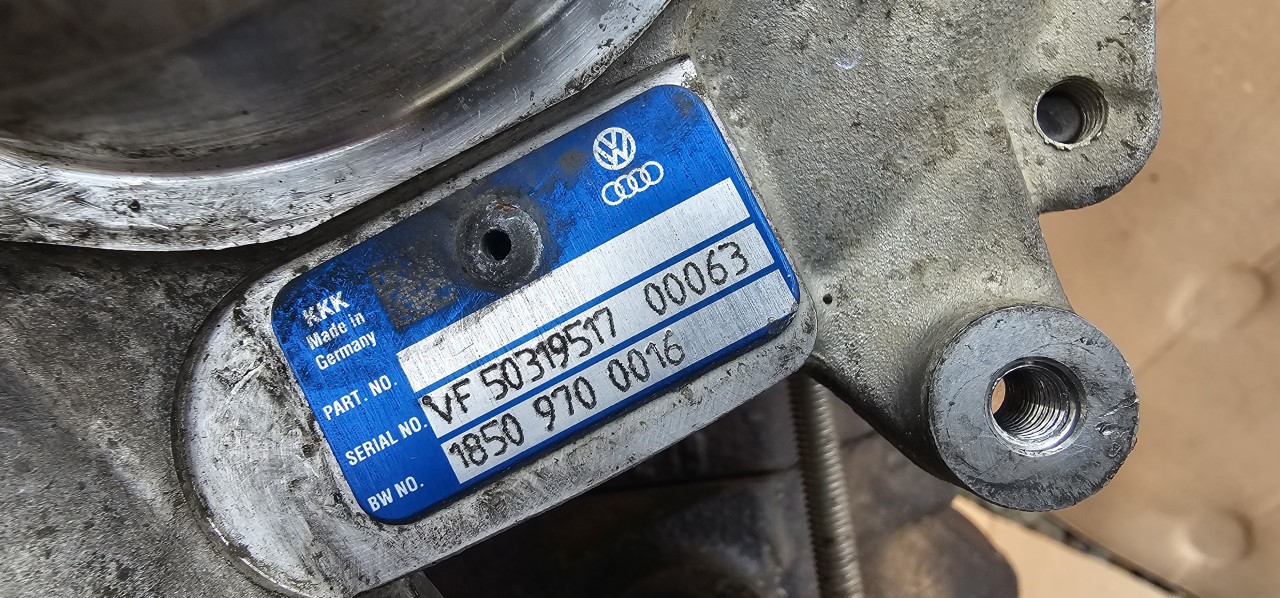 KKK
Made in
Germany
PART. NO.
SERIAL NO. VF 50319517 00063
BW NO. 1850 970 0016